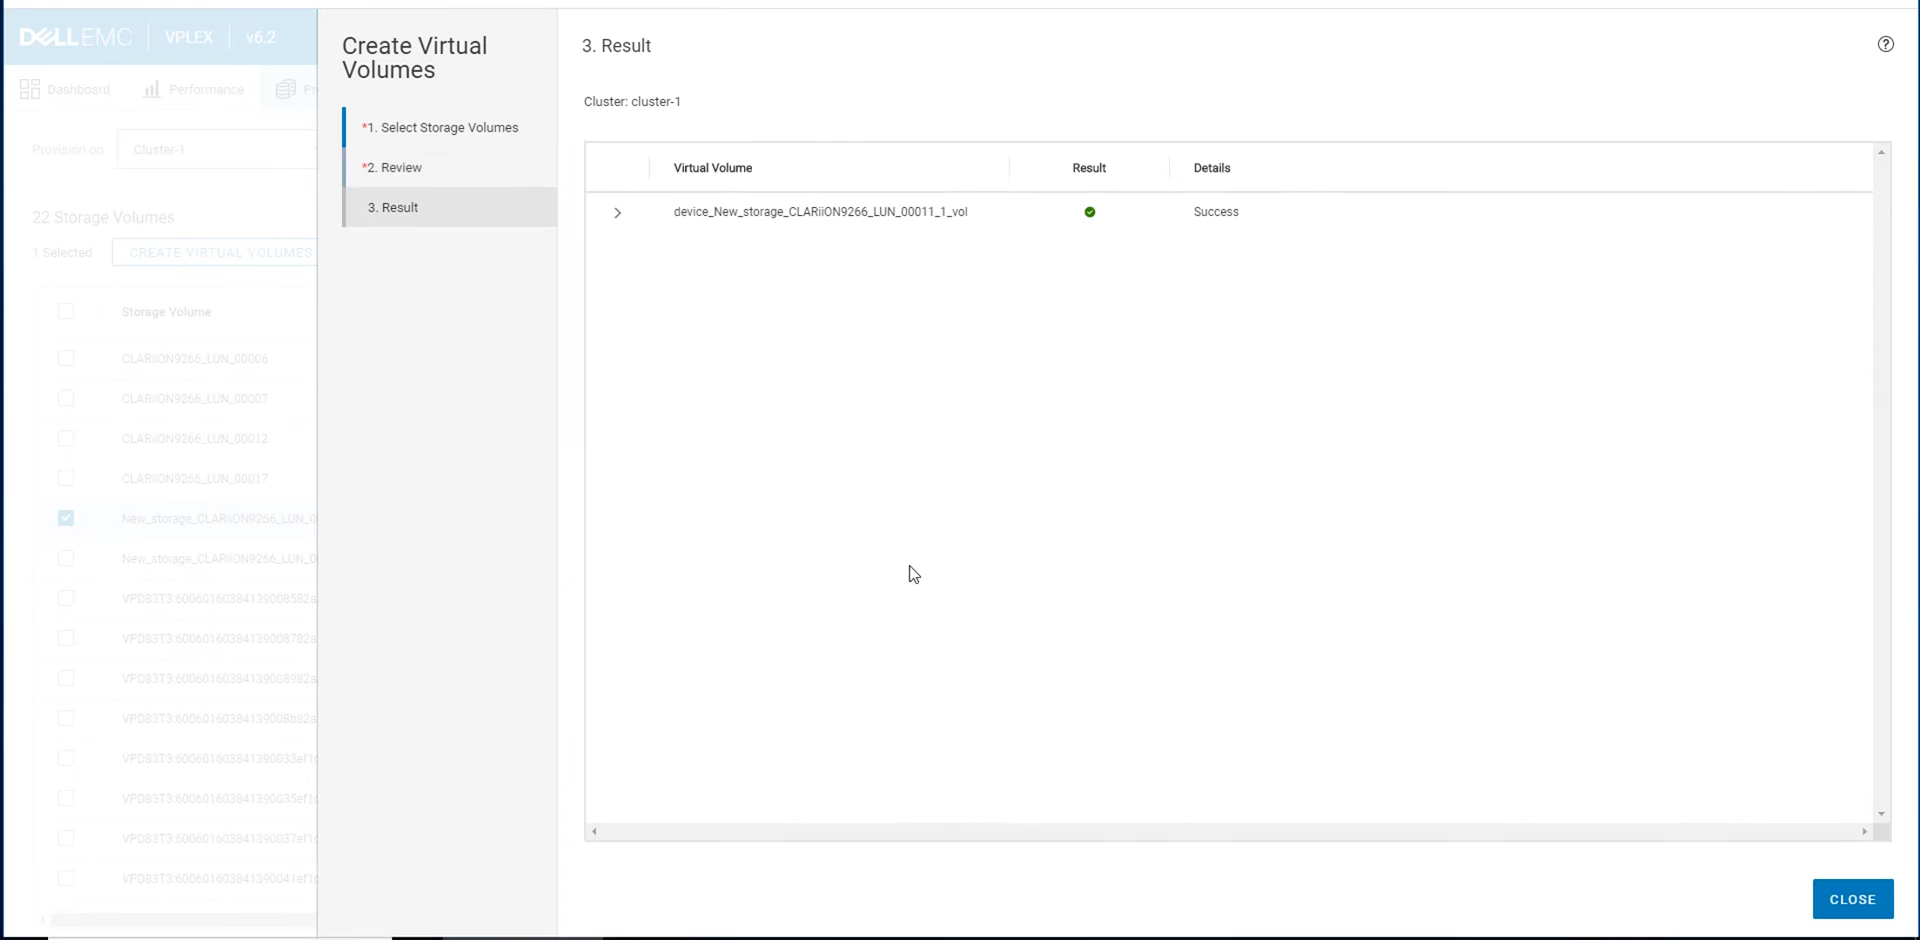 DELLEMC VPLEX v6.2
Dashboard Performance
Provision on Cluster-1
22 Storage Volumes
1 Selected CREATE VIRTUAL VOLUMES
Storage Volume
CLARiiON9266_LUN_00006
CLARiiON9266_LUN_00007
CLARiiON9266_LUN_00012
CLARiiON9266_LUN_00017
New_storage_CLARiiON9266_LUN_0
New_storage_CLARiiON9266_LUN_0
VPD83T3:60060160384139008582a
VPD83T3:60060160384139008782a
VPD83T3:60060160384139008982a
VPD83T3:60060160384139008b82a
VPD83T3:600601603841390033ef1
VPD83T3:600601603841390035ef1
VPD83T3:600601603841390037ef1
VPD83T3:600601603841390041ef1
Create Virtual
Volumes
*1. Select Storage Volumes
*2. Review
3. Result
3. Result
Cluster: cluster-1
Virtual Volume Result Details
device_New_storage_CLARiiON9266_LUN_00011_1_vol Success
CLOSE